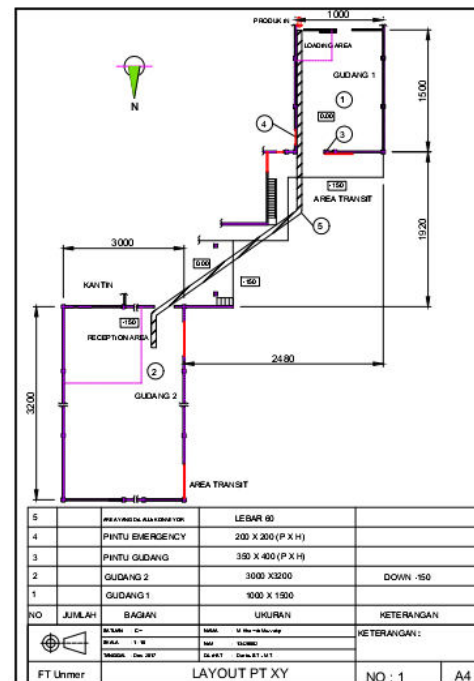 PRODUK IN
1000
LOADING AREA
GUDANG 1
1
0.00
4
3
1500
N
-150
AREA TRANSIT
5
1920
3000
0.00
-150
KANTIN
-150
RECEPTION AREA
2480
2
GUDANG 2
3200
AREA TRANSIT
5 LEBAR 60
4 PINTU EMERGENCY 200 X 200 (P X H)
3 PINTU GUDANG 350 X 400 (P X H)
2 GUDANG 2 3000 X3200 DOWN -150
1 GUDANG 1 1000 X 1500
NO JUMLAH BAGIAN UKURAN KETERANGAN
KETERANGAN :
FT Unmer LAYOUT PT XY NO : 1 A4